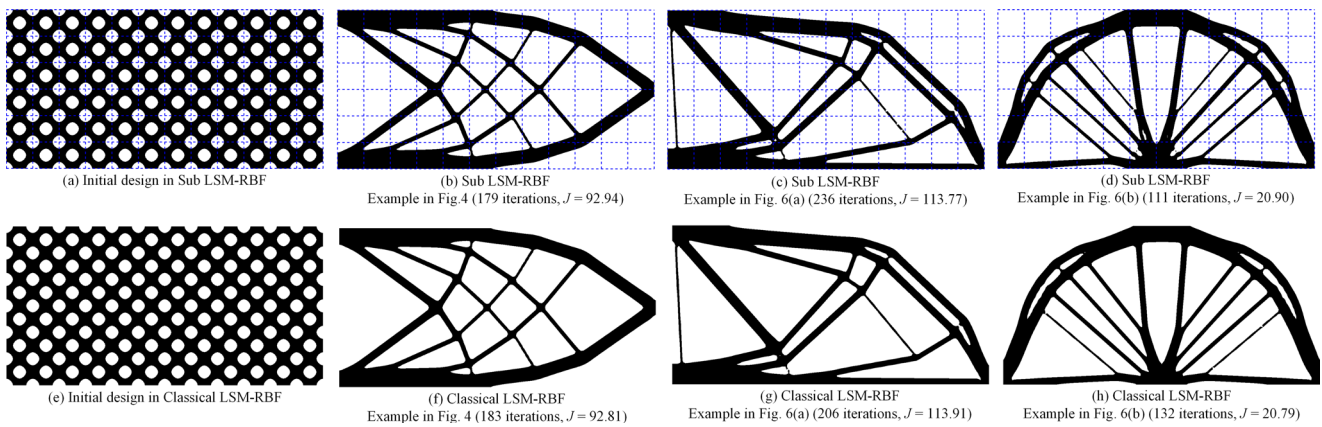 (a) Initial design in Sub LSM-RBF
(b) Sub LSM-RBF
Example in Fig.4 (179 iterations, J = 92.94)
(c) Sub LSM-RBF
Example in Fig. 6(a) (236 iterations, J = 113.77)
(d) Sub LSM-RBF
Example in Fig. 6(b) (111 iterations, J = 20.90)
(e) Initial design in Classical LSM-RBF
(f) Classical LSM-RBF
Example in Fig. 4 (183 iterations, J = 92.81)
(g) Classical LSM-RBF
Example in Fig. 6(a) (206 iterations, J = 113.91)
(h) Classical LSM-RBF
Example in Fig. 6(b) (132 iterations, J = 20.79)